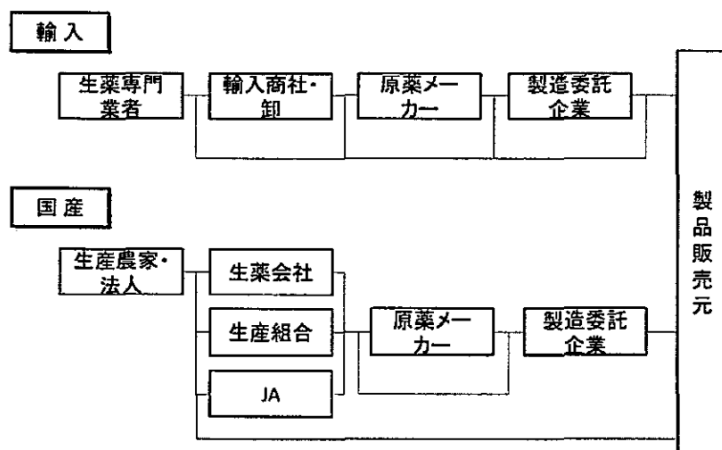 輸入
生薬専門
業者
輸入商社・
卸
原薬メー
カー
製造委託
企業
国産
生産農家・
法人
生薬会社
生産組合
JA
原薬メー
カー
製造委託
企業
製品販売元